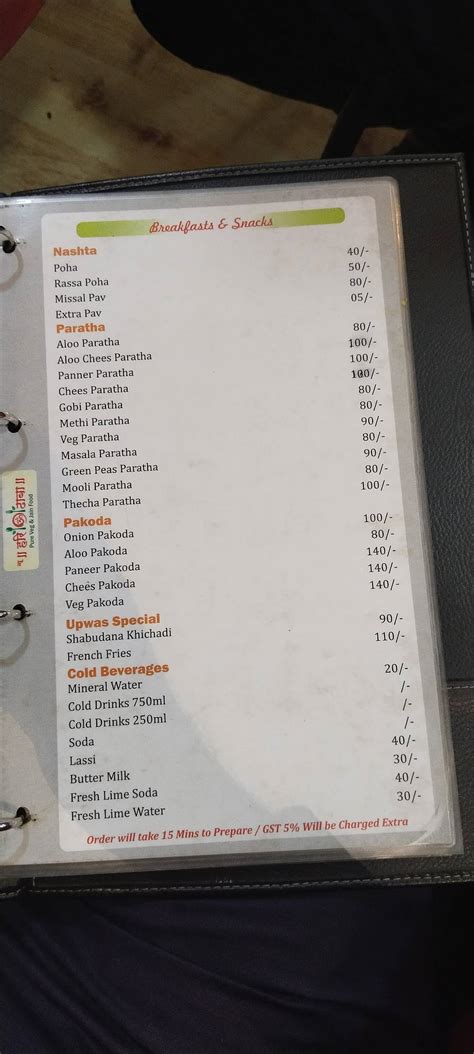 Breakfasts & Snacks
Nashta
Poha 40/-
Rassa Poha 50/-
Missal Pav 80/-
Extra Pav 05/-
Paratha
Aloo Paratha 80/-
Aloo Chees Paratha 100/-
Panner Paratha 100/-
Chees Paratha
Gobi Paratha 80/-
Methi Paratha 80/-
Veg Paratha 90/-
Masala Paratha 80/-
Green Peas Paratha 90/-
Mooli Paratha 80/-
Thecha Paratha 100/-
Pakoda
Onion Pakoda 100/-
Aloo Pakoda 80/-
Paneer Pakoda 140/-
Chees Pakoda 140/-
Veg Pakoda 140/-
Upwas Special
Shabudana Khichadi 90/-
French Fries 110/-
Cold Beverages
Mineral Water 20/-
Cold Drinks 750ml /-
Cold Drinks 250ml /-
Soda /-
Lassi 40/-
Butter Milk 30/-
Fresh Lime Soda 40/-
Fresh Lime Water 30/-
Order will take 15 Mins to Prepare / GST 5% Will be Charged Extra
॥ हरि ढाबा ॥
Pure Veg & Jain Food